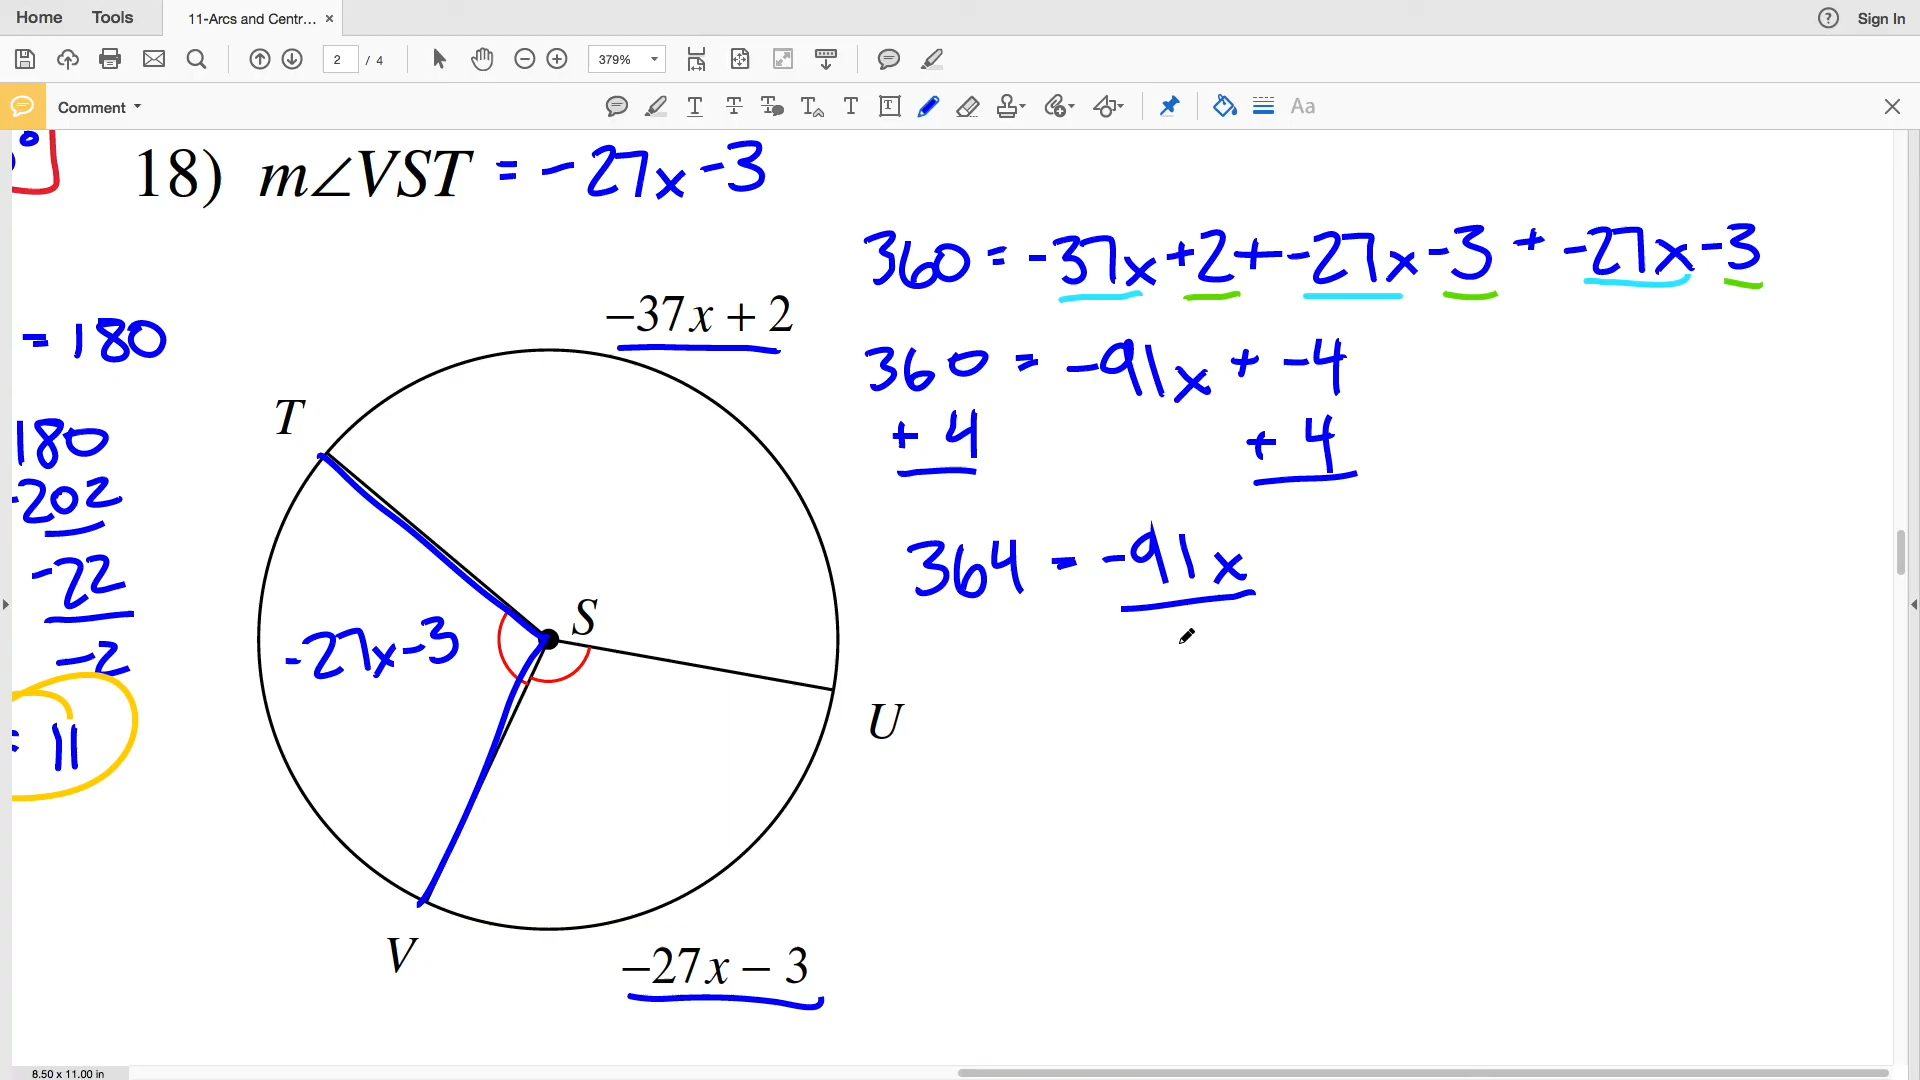 Home Tools 11-Arcs and Centr... × ? Sign In
2 / 4 379%
Comment Aa
18) m∠VST = -27x -3
360 = -37x +2 + -27x -3 + -27x -3
−37x + 2
= 180
360 = -91x + -4
T
180
+ 4 + 4
-202
364 = -91x
-22
S
-27x-3
-2
U
= 11
V
−27x − 3
8.50 x 11.00 in